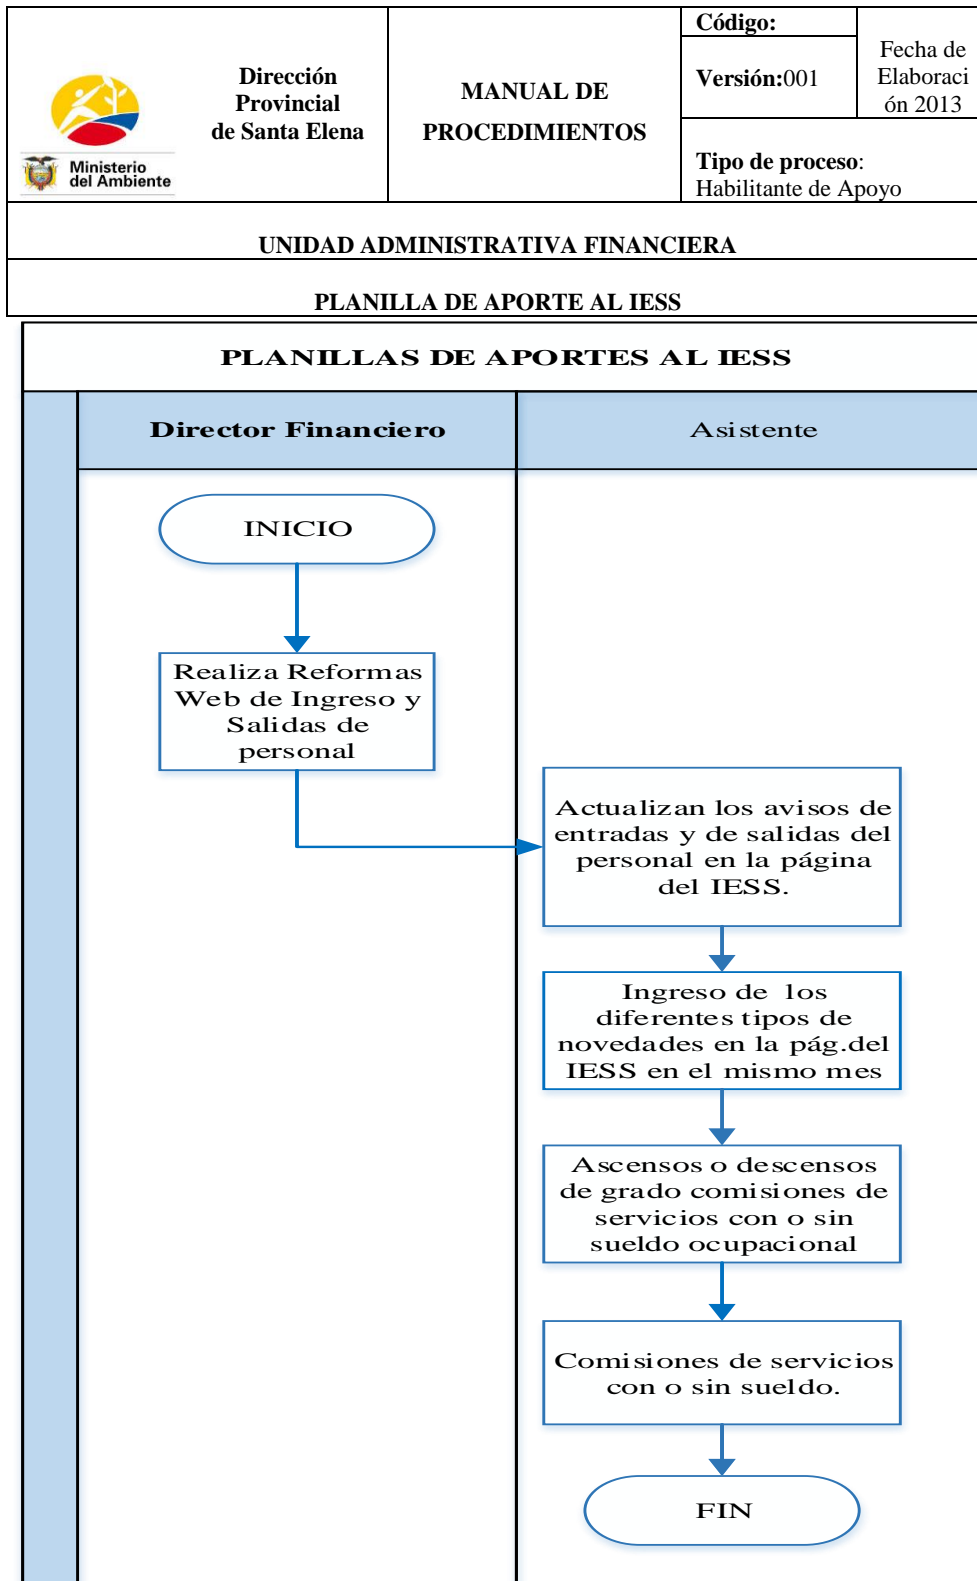 Ministerio
del Ambiente
Dirección
Provincial
de Santa Elena
MANUAL DE
PROCEDIMIENTOS
Código:
Versión:001
Fecha de
Elaboraci
ón 2013
Tipo de proceso:
Habilitante de Apoyo
UNIDAD ADMINISTRATIVA FINANCIERA
PLANILLA DE APORTE AL IESS
PLANILLAS DE APORTES AL IESS
Director Financiero
Asistente
INICIO
Realiza Reformas
Web de Ingreso y
Salidas de
personal
Actualizan los avisos de
entradas y de salidas del
personal en la página
del IESS.
Ingreso de los
diferentes tipos de
novedades en la pág.del
IESS en el mismo mes
Ascensos o descensos
de grado comisiones de
servicios con o sin
sueldo ocupacional
Comisiones de servicios
con o sin sueldo.
FIN